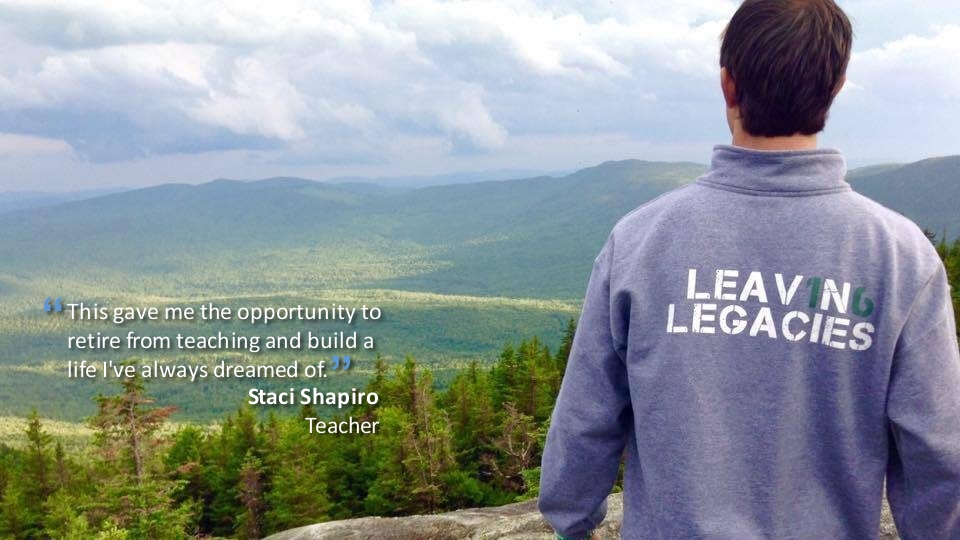 “This gave me the opportunity to
retire from teaching and build a
life I've always dreamed of.”
Staci Shapiro
Teacher
LEAV1N6
LEGACIES